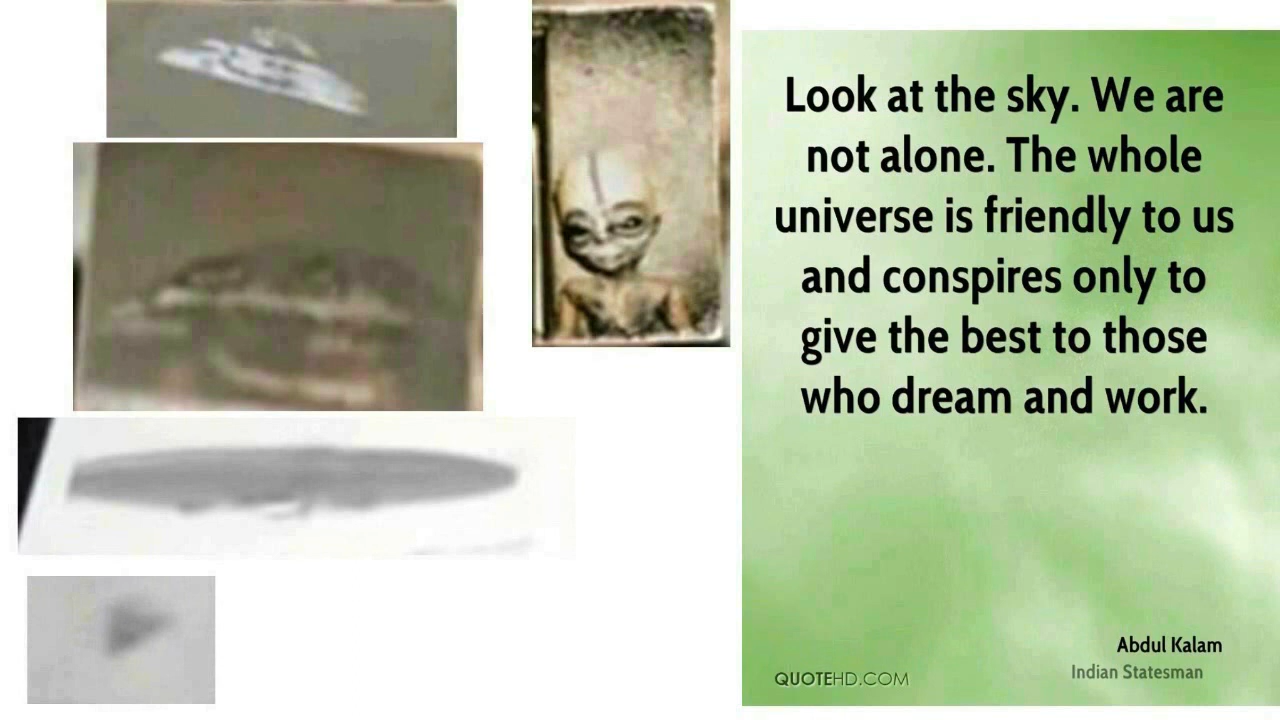 Look at the sky. We are
not alone. The whole
universe is friendly to us
and conspires only to
give the best to those
who dream and work.
Abdul Kalam
Indian Statesman
QUOTEHD.COM